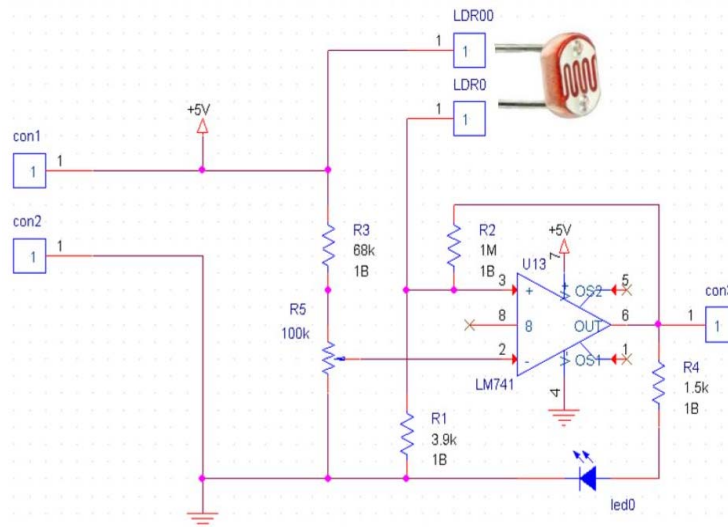 LDR00
1
1
LDR0
1
1
+5V
con1
1
1
con2
1
1
R3
68k
1B
R2
1M
1B
+5V
7
U13
3
+
OS2
5
8
8
OUT
6
1
1
con
R5
100k
2
-
OS1
1
LM741
4
V+
V-
R4
1.5k
1B
R1
3.9k
1B
led0